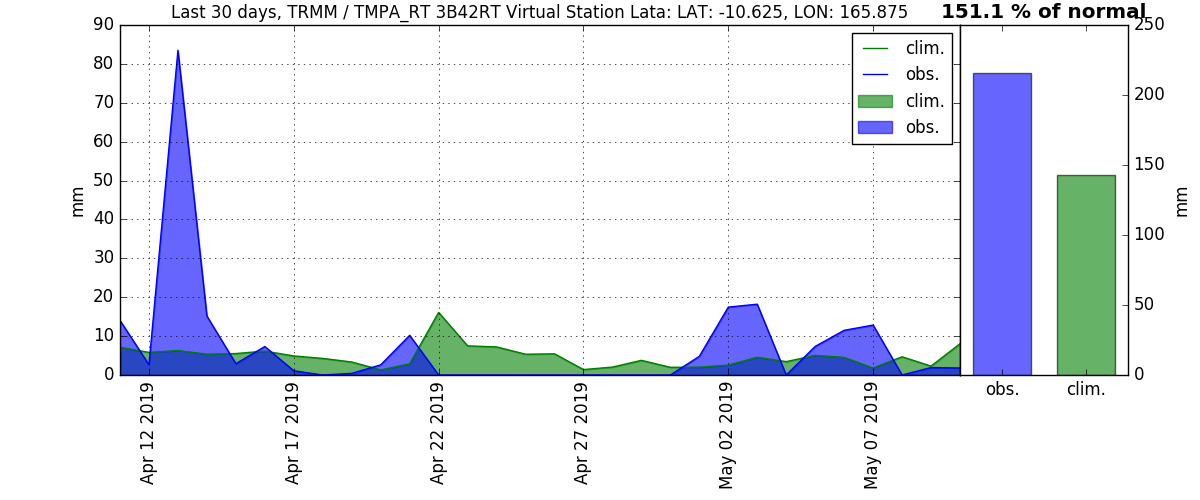 Last 30 days, TRMM / TMPA_RT 3B42RT Virtual Station Lata: LAT: -10.625, LON: 165.875
151.1 % of normal
90
80
70
60
50
40
30
20
10
0
mm
clim.
obs.
clim.
obs.
Apr 12 2019
Apr 17 2019
Apr 22 2019
Apr 27 2019
May 02 2019
May 07 2019
250
200
150
100
50
0
mm
obs.
clim.